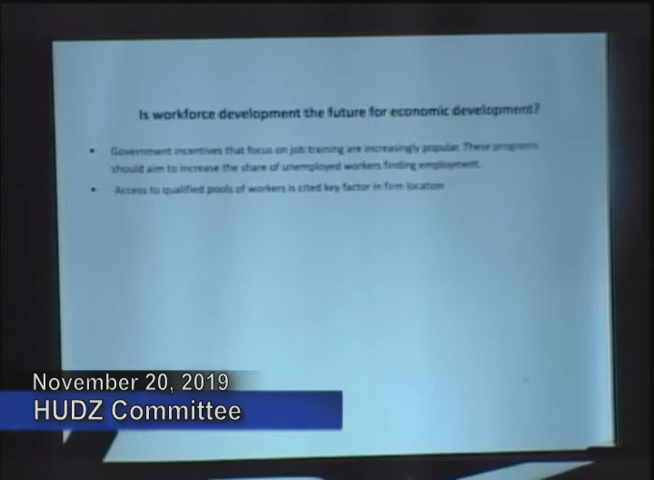 Is workforce development the future for economic development?
• Government incentives that focus on job training are increasingly popular. These programs
should aim to increase the share of unemployed workers finding employment.
• Access to qualified pools of workers is cited key factor in firm location
November 20, 2019
HUDZ Committee